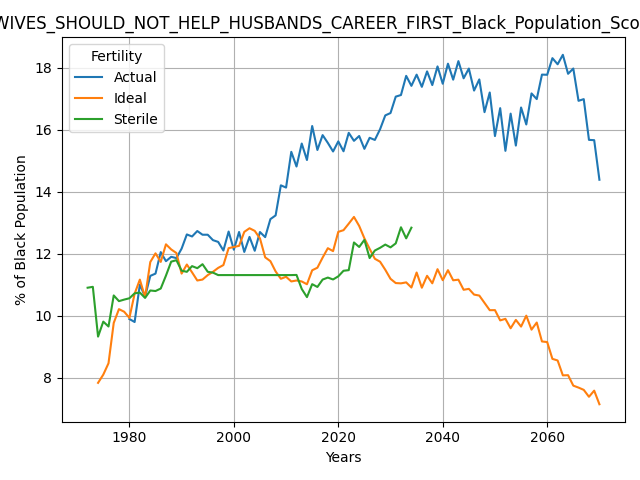 WIVES_SHOULD_NOT_HELP_HUSBANDS_CAREER_FIRST_Black_Population_Sco
Fertility
Actual
Ideal
Sterile
% of Black Population
18
16
14
12
10
8
1980
2000
2020
2040
2060
Years